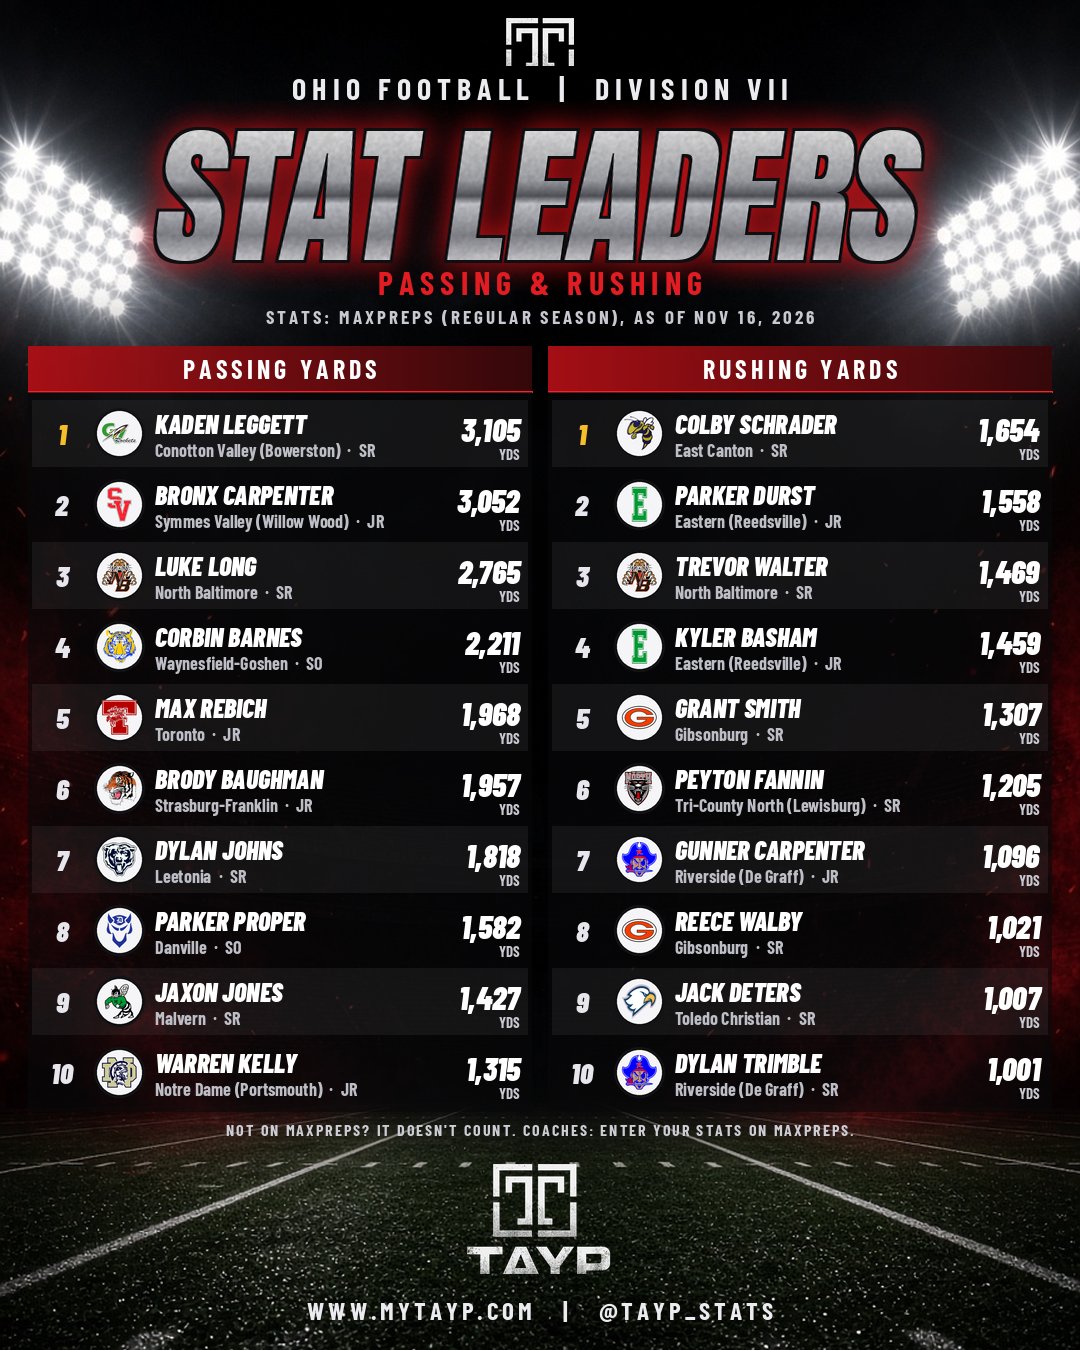 OHIO FOOTBALL | DIVISION VII
STAT LEADERS
PASSING & RUSHING
STATS: MAXPREPS (REGULAR SEASON), AS OF NOV 16, 2026
PASSING YARDS
1 KADEN LEGGETT 3,105
Conotton Valley (Bowerston) · SR YDS
2 BRONX CARPENTER 3,052
Symmes Valley (Willow Wood) · JR YDS
3 LUKE LONG 2,765
North Baltimore · SR YDS
4 CORBIN BARNES 2,211
Waynesfield-Goshen · SO YDS
5 MAX REBICH 1,968
Toronto · JR YDS
6 BRODY BAUGHMAN 1,957
Strasburg-Franklin · JR YDS
7 DYLAN JOHNS 1,818
Leetonia · SR YDS
8 PARKER PROPER 1,582
Danville · SO YDS
9 JAXON JONES 1,427
Malvern · SR YDS
10 WARREN KELLY 1,315
Notre Dame (Portsmouth) · JR YDS
RUSHING YARDS
1 COLBY SCHRADER 1,654
East Canton · SR YDS
2 PARKER DURST 1,558
Eastern (Reedsville) · JR YDS
3 TREVOR WALTER 1,469
North Baltimore · SR YDS
4 KYLER BASHAM 1,459
Eastern (Reedsville) · JR YDS
5 GRANT SMITH 1,307
Gibsonburg · SR YDS
6 PEYTON FANNIN 1,205
Tri-County North (Lewisburg) · SR YDS
7 GUNNER CARPENTER 1,096
Riverside (De Graff) · JR YDS
8 REECE WALBY 1,021
Gibsonburg · SR YDS
9 JACK DETERS 1,007
Toledo Christian · SR YDS
10 DYLAN TRIMBLE 1,001
Riverside (De Graff) · SR YDS
NOT ON MAXPREPS? IT DOESN'T COUNT. COACHES: ENTER YOUR STATS ON MAXPREPS.
TAYP
WWW.MYTAYP.COM | @TAYP_STATS